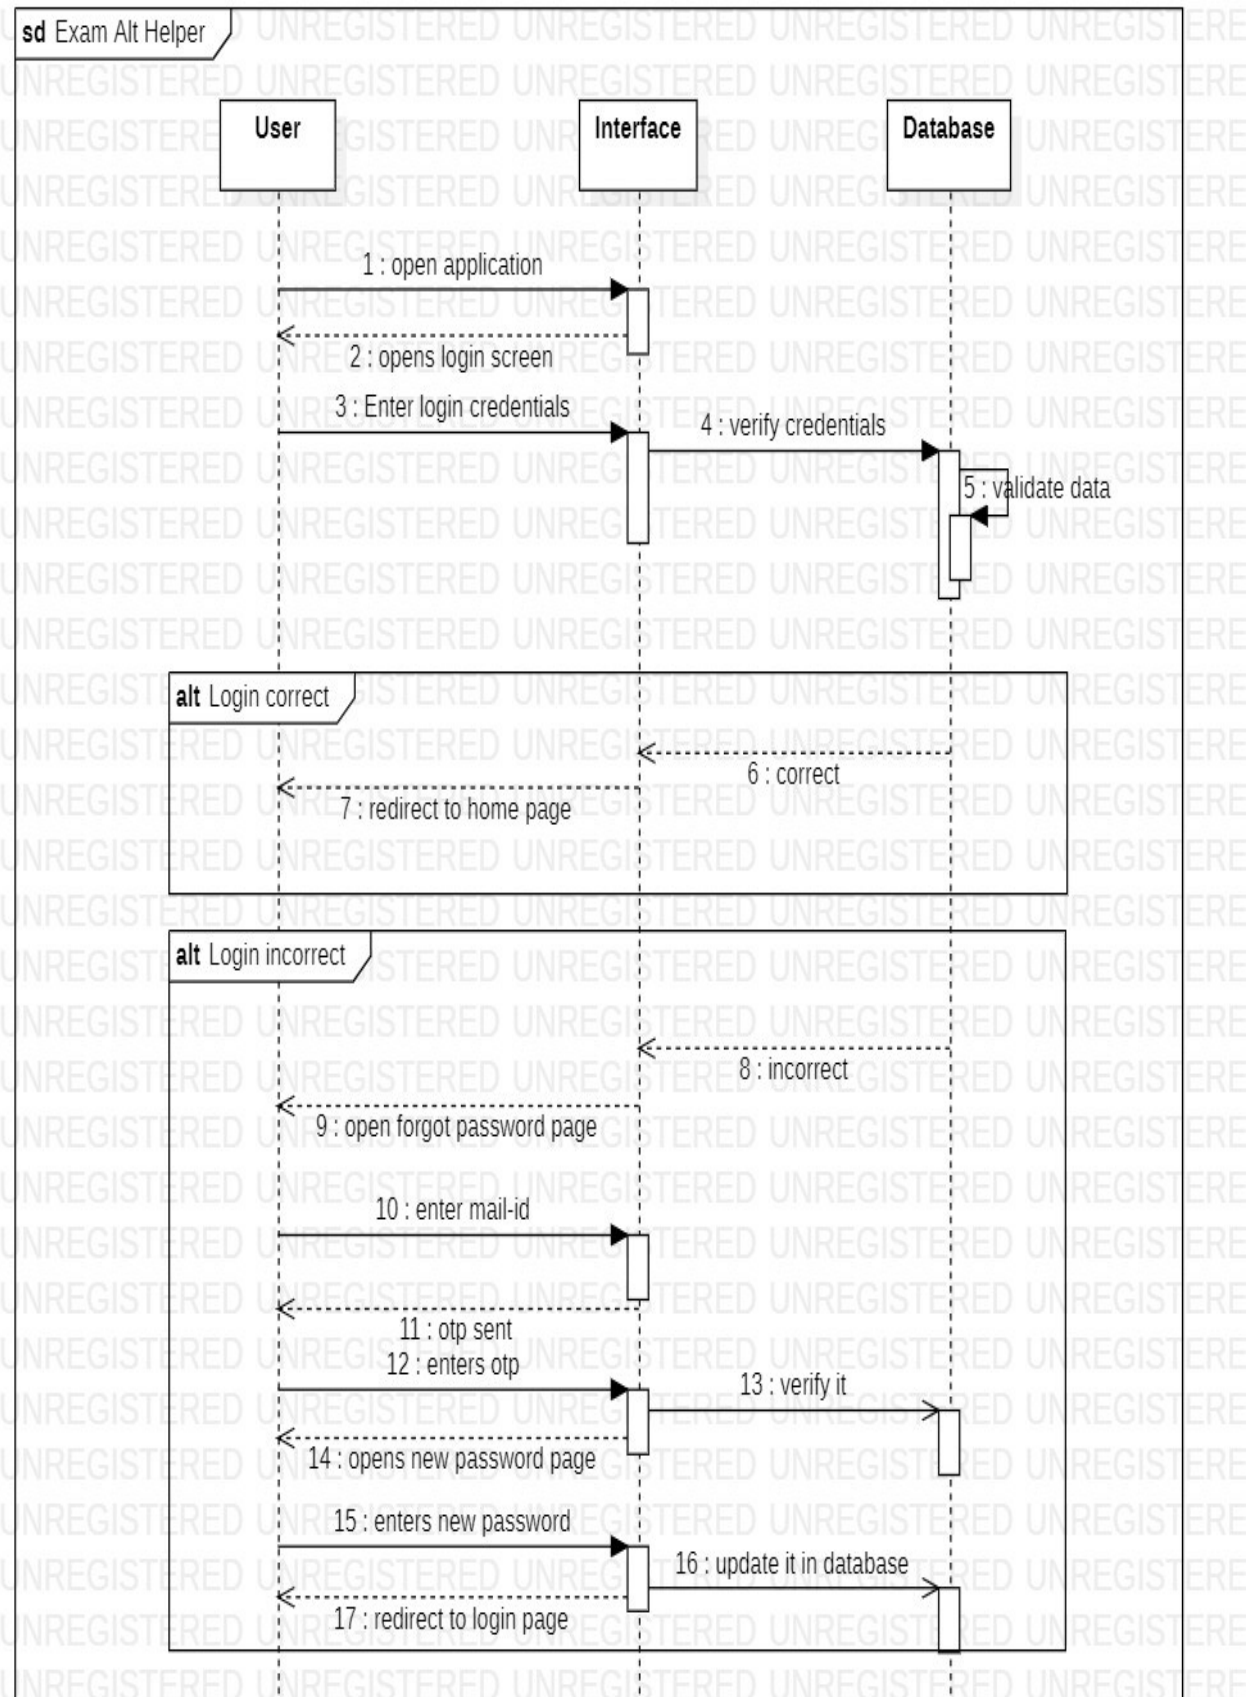 sd Exam Alt Helper
User
Interface
Database
1 : open application
2 : opens login screen
3 : Enter login credentials
4 : verify credentials
5 : validate data
alt Login correct
6 : correct
7 : redirect to home page
alt Login incorrect
8 : incorrect
9 : open forgot password page
10 : enter mail-id
11 : otp sent
12 : enters otp
13 : verify it
14 : opens new password page
15 : enters new password
16 : update it in database
17 : redirect to login page
UNREGISTERED